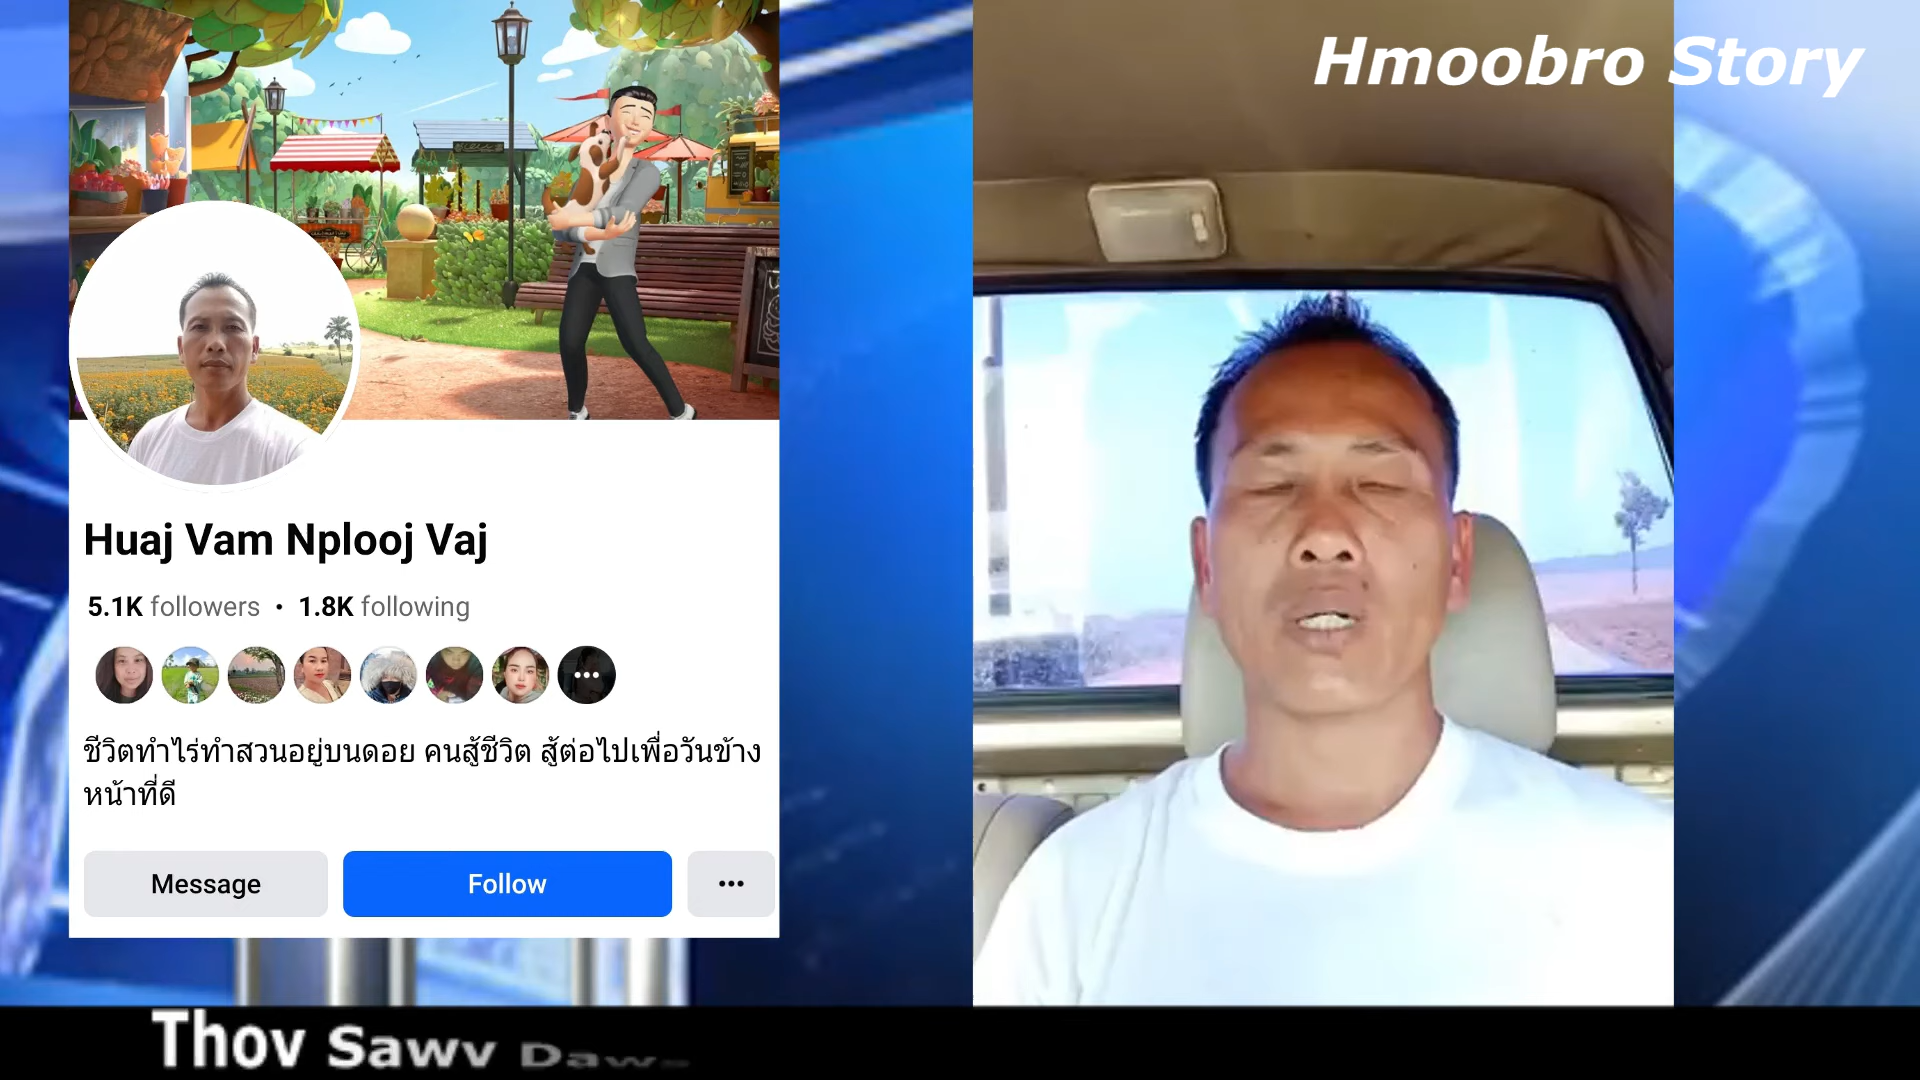 Hmoobro Story
Huaj Vam Nplooj Vaj
5.1K followers • 1.8K following
ชีวิตทำไร่ทำสวนอยู่บนดอย คนสู้ชีวิต สู้ต่อไปเพื่อวันข้าง
หน้าที่ดี
Message
Follow
Thov Sawv